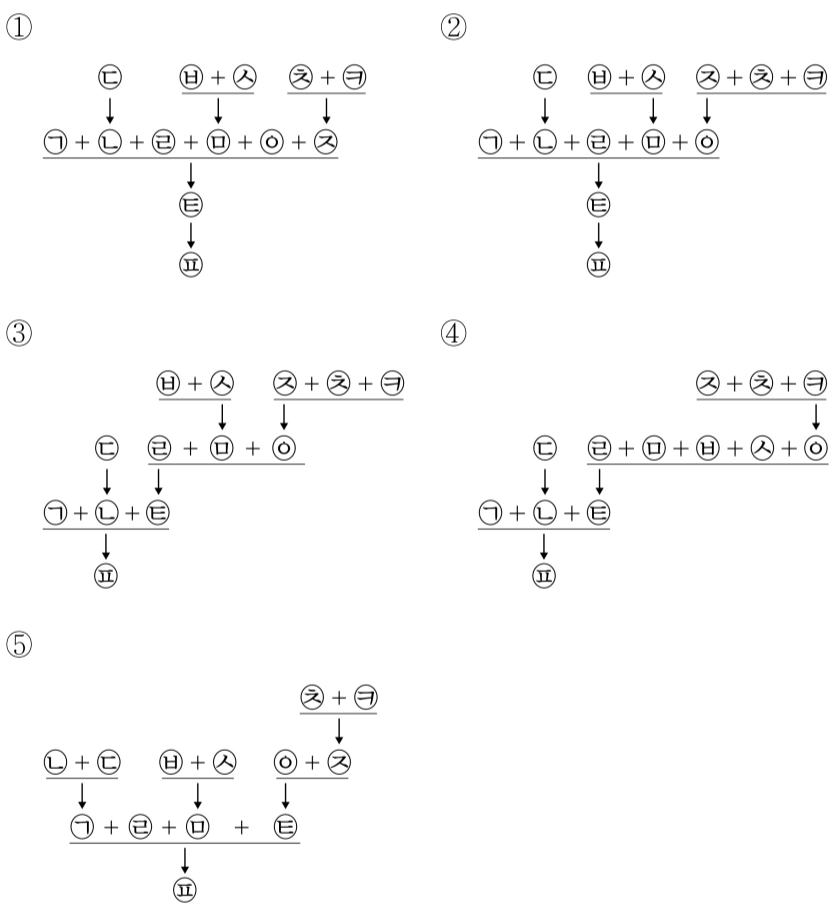 ① ②
㉢ ㉥ + ㉦ ㉩ + ㉪ ㉢ ㉥ + ㉦ ㉨ + ㉩ + ㉪
㉠ + ㉡ + ㉣ + ㉤ + ㉧ + ㉨ ㉠ + ㉡ + ㉣ + ㉤ + ㉧
㉫ ㉫
㉬ ㉬
③ ④
㉥ + ㉦ ㉨ + ㉩ + ㉪ ㉨ + ㉩ + ㉪
㉢ ㉣ + ㉤ + ㉧ ㉢ ㉣ + ㉤ + ㉥ + ㉦ + ㉧
㉠ + ㉡ + ㉫ ㉠ + ㉡ + ㉫
㉬ ㉬
⑤
㉩ + ㉪
㉡ + ㉢ ㉥ + ㉦ ㉧ + ㉨
㉠ + ㉣ + ㉤ + ㉫
㉬